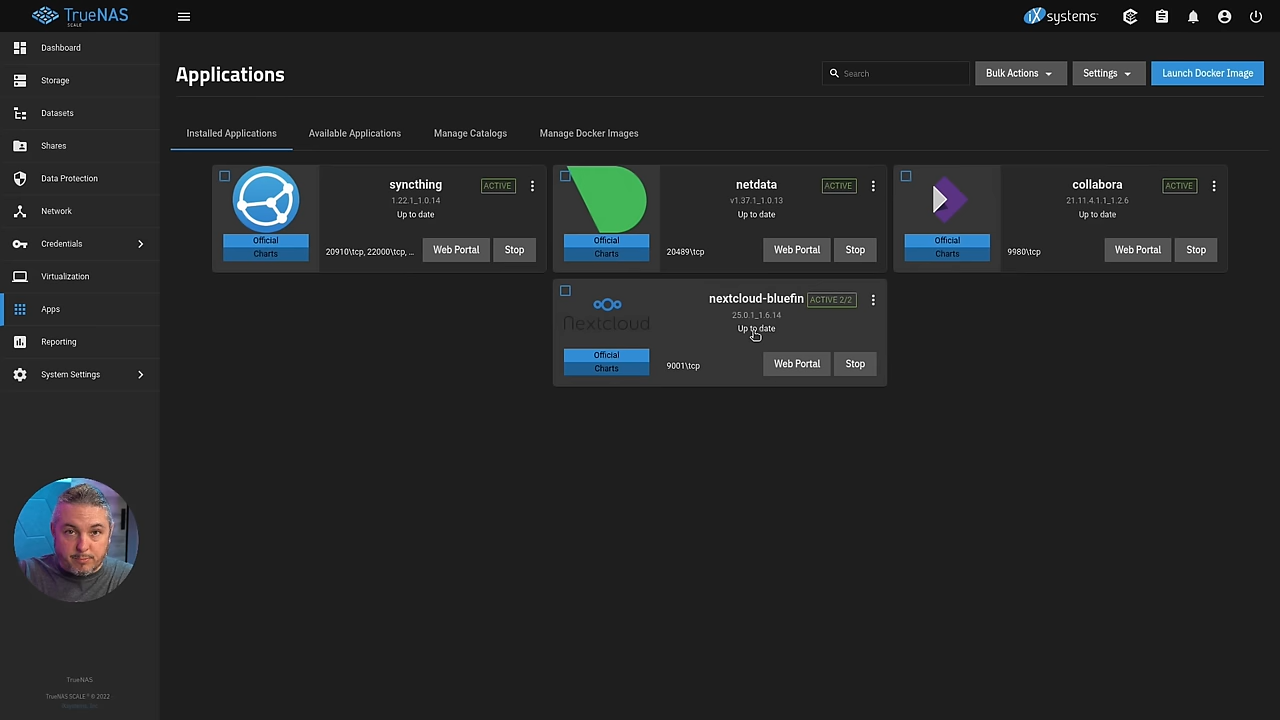 TrueNAS
SCALE
iXsystems
Dashboard
Storage
Datasets
Shares
Data Protection
Network
Credentials
Virtualization
Apps
Reporting
System Settings
Applications
Search
Bulk Actions
Settings
Launch Docker Image
Installed Applications
Available Applications
Manage Catalogs
Manage Docker Images
syncthing
ACTIVE
1.22.1_1.0.14
Up to date
Official
Charts
20910\tcp, 22000\tcp, ...
Web Portal
Stop
netdata
ACTIVE
v1.37.1_1.0.13
Up to date
Official
Charts
20489\tcp
Web Portal
Stop
collabora
ACTIVE
21.11.4.1.1_1.2.6
Up to date
Official
Charts
9980\tcp
Web Portal
Stop
Nextcloud
nextcloud-bluefin
ACTIVE 2/2
25.0.1_1.6.14
Up to date
Official
Charts
9001\tcp
Web Portal
Stop
TrueNAS
TrueNAS SCALE ® © 2022